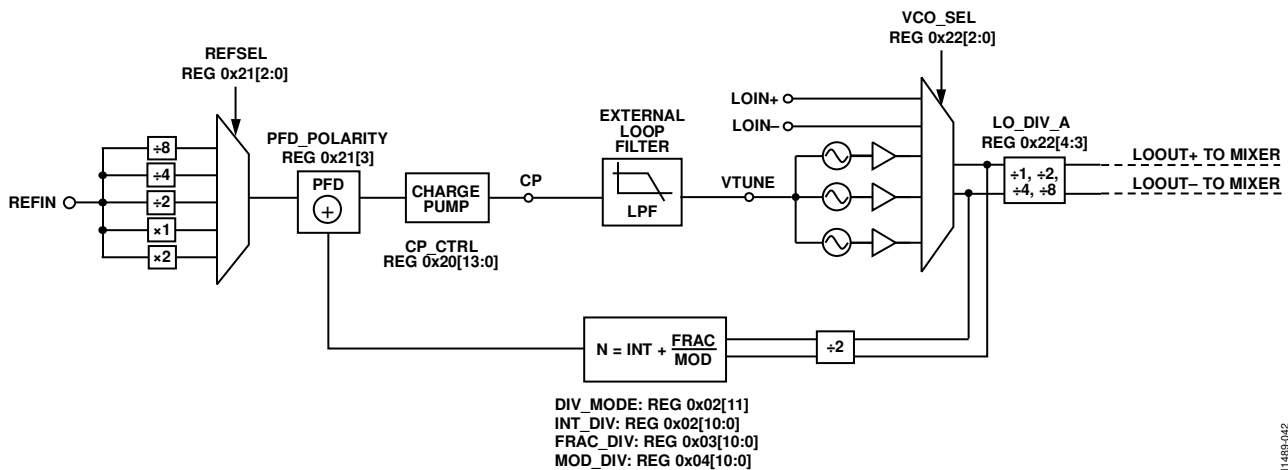 VCO_SEL
REG 0x22[2:0]
REFSEL
REG 0x21[2:0]
LOIN+
LOIN–
EXTERNAL
LOOP
FILTER
LO_DIV_A
REG 0x22[4:3]
PFD_POLARITY
REG 0x21[3]
÷8
÷4
÷2
×1
×2
REFIN
PFD
+
CHARGE
PUMP
CP
LPF
VTUNE
÷1, ÷2,
÷4, ÷8
LOOUT+ TO MIXER
LOOUT– TO MIXER
CP_CTRL
REG 0x20[13:0]
N = INT + FRAC
MOD
÷2
DIV_MODE: REG 0x02[11]
INT_DIV: REG 0x02[10:0]
FRAC_DIV: REG 0x03[10:0]
MOD_DIV: REG 0x04[10:0]
11489-042